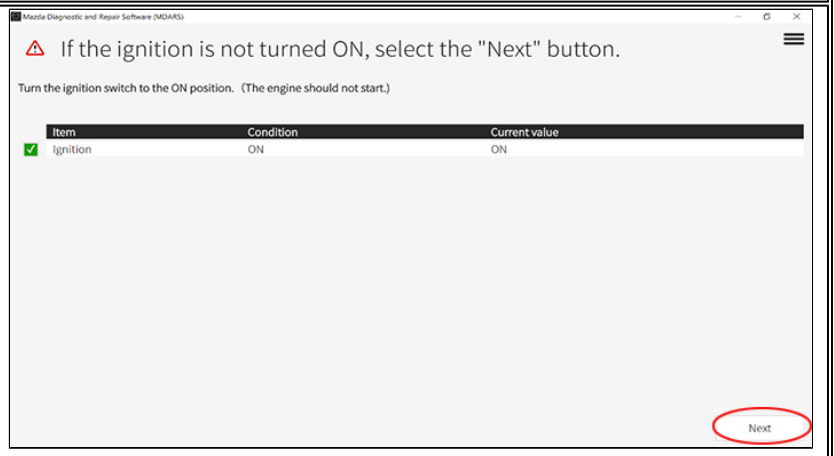 Mazda Diagnostic and Repair Software (MDARS)
If the ignition is not turned ON, select the "Next" button.
Turn the ignition switch to the ON position. (The engine should not start.)
Item Condition Current value
Ignition ON ON
Next